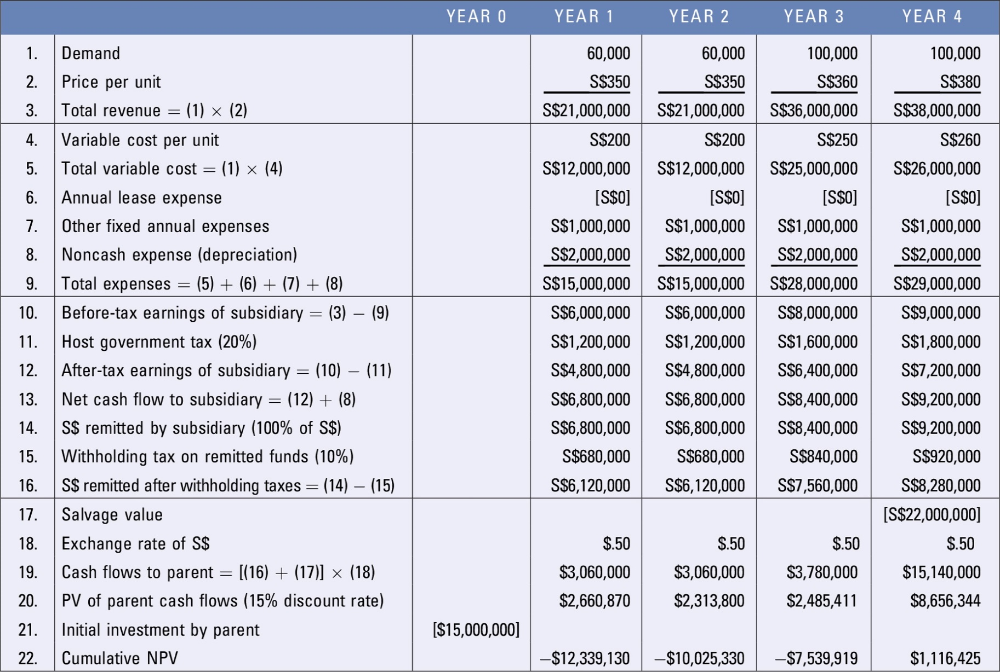 YEAR 0 YEAR 1 YEAR 2 YEAR 3 YEAR 4
1. Demand 60,000 60,000 100,000 100,000
2. Price per unit S$350 S$350 S$360 S$380
3. Total revenue = (1) × (2) S$21,000,000 S$21,000,000 S$36,000,000 S$38,000,000
4. Variable cost per unit S$200 S$200 S$250 S$260
5. Total variable cost = (1) × (4) S$12,000,000 S$12,000,000 S$25,000,000 S$26,000,000
6. Annual lease expense [S$0] [S$0] [S$0] [S$0]
7. Other fixed annual expenses S$1,000,000 S$1,000,000 S$1,000,000 S$1,000,000
8. Noncash expense (depreciation) S$2,000,000 S$2,000,000 S$2,000,000 S$2,000,000
9. Total expenses = (5) + (6) + (7) + (8) S$15,000,000 S$15,000,000 S$28,000,000 S$29,000,000
10. Before-tax earnings of subsidiary = (3) − (9) S$6,000,000 S$6,000,000 S$8,000,000 S$9,000,000
11. Host government tax (20%) S$1,200,000 S$1,200,000 S$1,600,000 S$1,800,000
12. After-tax earnings of subsidiary = (10) − (11) S$4,800,000 S$4,800,000 S$6,400,000 S$7,200,000
13. Net cash flow to subsidiary = (12) + (8) S$6,800,000 S$6,800,000 S$8,400,000 S$9,200,000
14. S$ remitted by subsidiary (100% of S$) S$6,800,000 S$6,800,000 S$8,400,000 S$9,200,000
15. Withholding tax on remitted funds (10%) S$680,000 S$680,000 S$840,000 S$920,000
16. S$ remitted after withholding taxes = (14) − (15) S$6,120,000 S$6,120,000 S$7,560,000 S$8,280,000
17. Salvage value [S$22,000,000]
18. Exchange rate of S$ $.50 $.50 $.50 $.50
19. Cash flows to parent = [(16) + (17)] × (18) $3,060,000 $3,060,000 $3,780,000 $15,140,000
20. PV of parent cash flows (15% discount rate) $2,660,870 $2,313,800 $2,485,411 $8,656,344
21. Initial investment by parent [$15,000,000]
22. Cumulative NPV −$12,339,130 −$10,025,330 −$7,539,919 $1,116,425